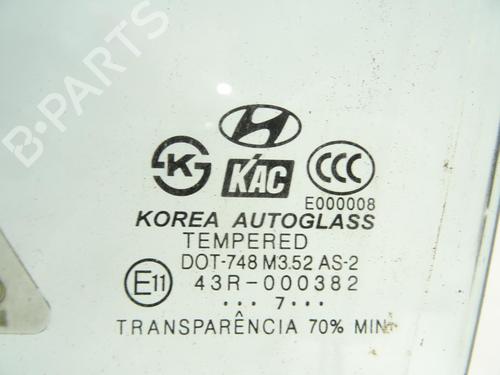 B-PARTS
K
KAC
CCC
E000008
KOREA AUTOGLASS
TEMPERED
DOT-748 M3.52 AS-2
E11 43R-000382
••• 7•••
TRANSPARÊNCIA 70% MIN